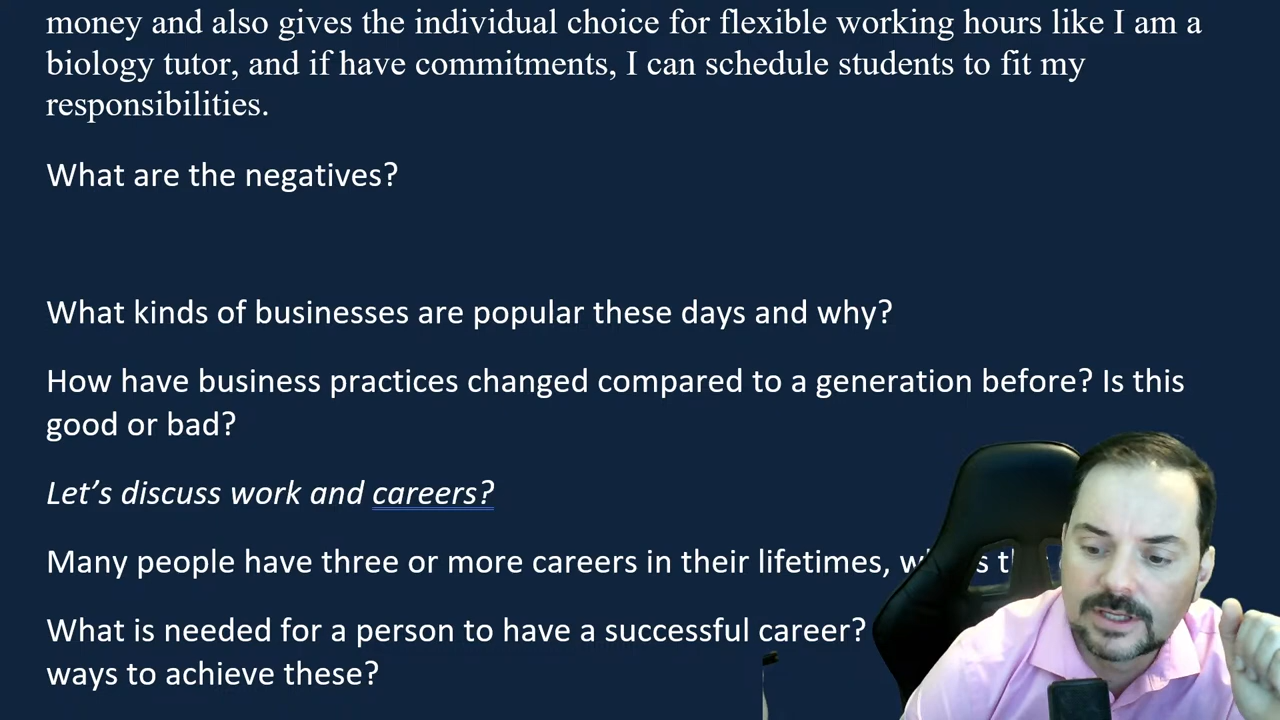 money and also gives the individual choice for flexible working hours like I am a
biology tutor, and if have commitments, I can schedule students to fit my
responsibilities.
What are the negatives?
What kinds of businesses are popular these days and why?
How have business practices changed compared to a generation before? Is this
good or bad?
Let’s discuss work and careers?
Many people have three or more careers in their lifetimes,
What is needed for a person to have a successful career?
ways to achieve these?